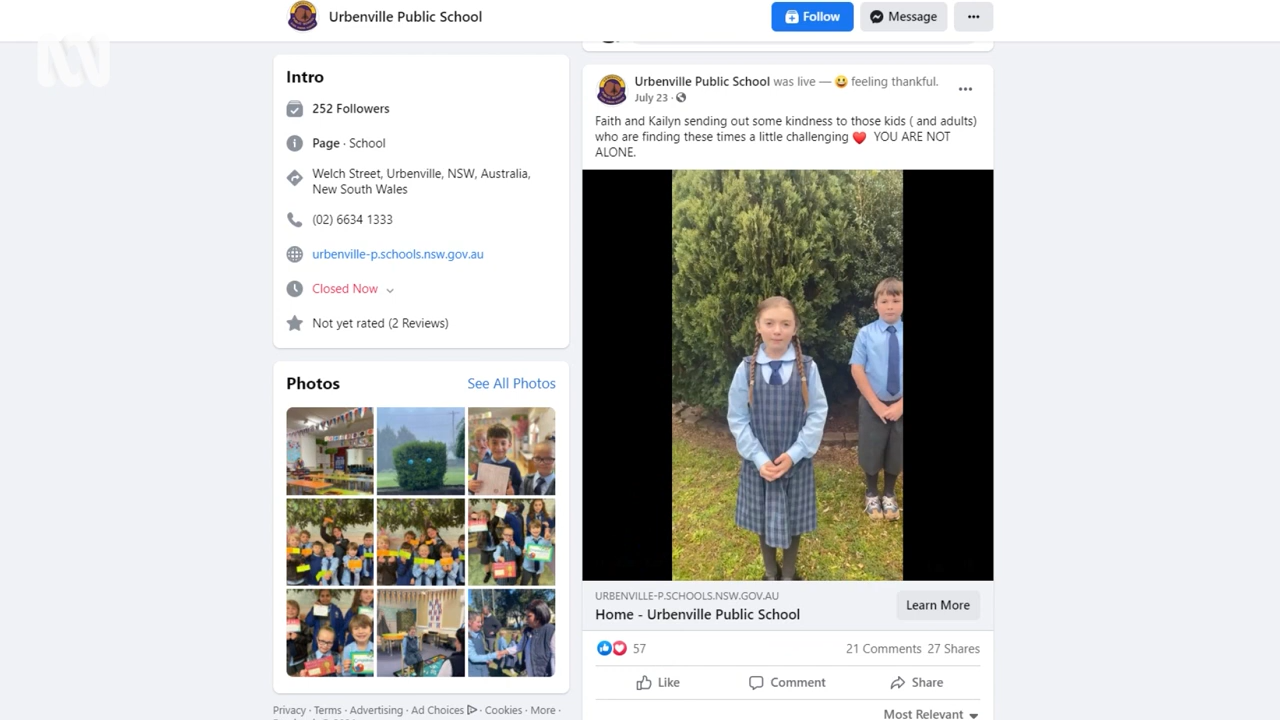 Urbenville Public School
Follow
Message
Intro
252 Followers
Page · School
Welch Street, Urbenville, NSW, Australia,
New South Wales
(02) 6634 1333
urbenville-p.schools.nsw.gov.au
Closed Now
Not yet rated (2 Reviews)
Photos
See All Photos
Privacy · Terms · Advertising · Ad Choices · Cookies · More ·
Urbenville Public School was live — 😃 feeling thankful.
July 23 ·
Faith and Kailyn sending out some kindness to those kids ( and adults)
who are finding these times a little challenging ❤️ YOU ARE NOT
ALONE.
URBENVILLE-P.SCHOOLS.NSW.GOV.AU
Home - Urbenville Public School
Learn More
57
21 Comments 27 Shares
Like
Comment
Share
Most Relevant